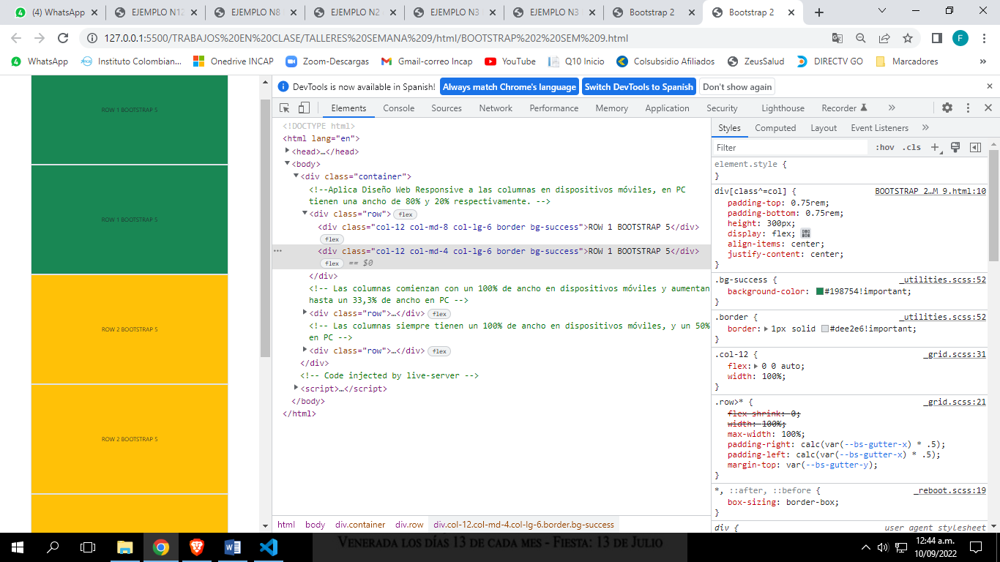 (4) WhatsApp
EJEMPLO N12
EJEMPLO N8
EJEMPLO N2
EJEMPLO N3
EJEMPLO N3
Bootstrap 2
Bootstrap 2
127.0.0.1:5500/TRABAJOS%20EN%20CLASE/TALLERES%20SEMANA%209/html/BOOTSTRAP%202%20SEM%209.html
F
4 WhatsApp
Instituto Colombian...
Onedrive INCAP
Zoom-Descargas
Gmail-correo Incap
YouTube
Q10 Inicio
Colsubsidio Afiliados
ZeusSalud
DIRECTV GO
Marcadores
»
DevTools is now available in Spanish! Always match Chrome's language Switch DevTools to Spanish Don't show again
Elements Console Sources Network Performance Memory Application Security Lighthouse Recorder »
ROW 1 BOOTSTRAP 5
ROW 1 BOOTSTRAP 5
ROW 2 BOOTSTRAP 5
ROW 2 BOOTSTRAP 5
<!DOCTYPE html>
<html lang="en">
<head>…</head>
<body>
<div class="container">
<!--Aplica Diseño Web Responsive a las columnas en dispositivos móviles, en PC
tienen una ancho de 80% y 20% respectivamente. -->
<div class="row"> flex
<div class="col-12 col-md-8 col-lg-6 border bg-success">ROW 1 BOOTSTRAP 5</div>
flex
<div class="col-12 col-md-4 col-lg-6 border bg-success">ROW 1 BOOTSTRAP 5</div>
flex == $0
</div>
<!-- Las columnas comienzan con un 100% de ancho en dispositivos móviles y aumentan
hasta un 33,3% de ancho en PC -->
<div class="row">…</div> flex
<!-- Las columnas siempre tienen un 100% de ancho en dispositivos móviles, y un 50%
en PC -->
<div class="row">…</div> flex
</div>
<!-- Code injected by live-server -->
<script>…</script>
</body>
</html>
html body div.container div.row div.col-12.col-md-4.col-lg-6.border.bg-success
Styles Computed Layout Event Listeners »
Filter :hov .cls +
element.style {
}
div[class^=col] { BOOTSTRAP 2…M 9.html:10
padding-top: 0.75rem;
padding-bottom: 0.75rem;
height: 300px;
display: flex;
align-items: center;
justify-content: center;
}
.bg-success { _utilities.scss:52
background-color: #198754!important;
}
.border { _utilities.scss:52
border: 1px solid #dee2e6!important;
}
.col-12 { _grid.scss:31
flex: 0 0 auto;
width: 100%;
}
.row>* { _grid.scss:21
flex-shrink: 0;
width: 100%;
max-width: 100%;
padding-right: calc(var(--bs-gutter-x) * .5);
padding-left: calc(var(--bs-gutter-x) * .5);
margin-top: var(--bs-gutter-y);
}
*, ::after, ::before { _reboot.scss:19
box-sizing: border-box;
}
div { user agent stylesheet
Venerada los días 13 de cada mes - Fiesta: 13 de Julio
12:44 a.m.
10/09/2022